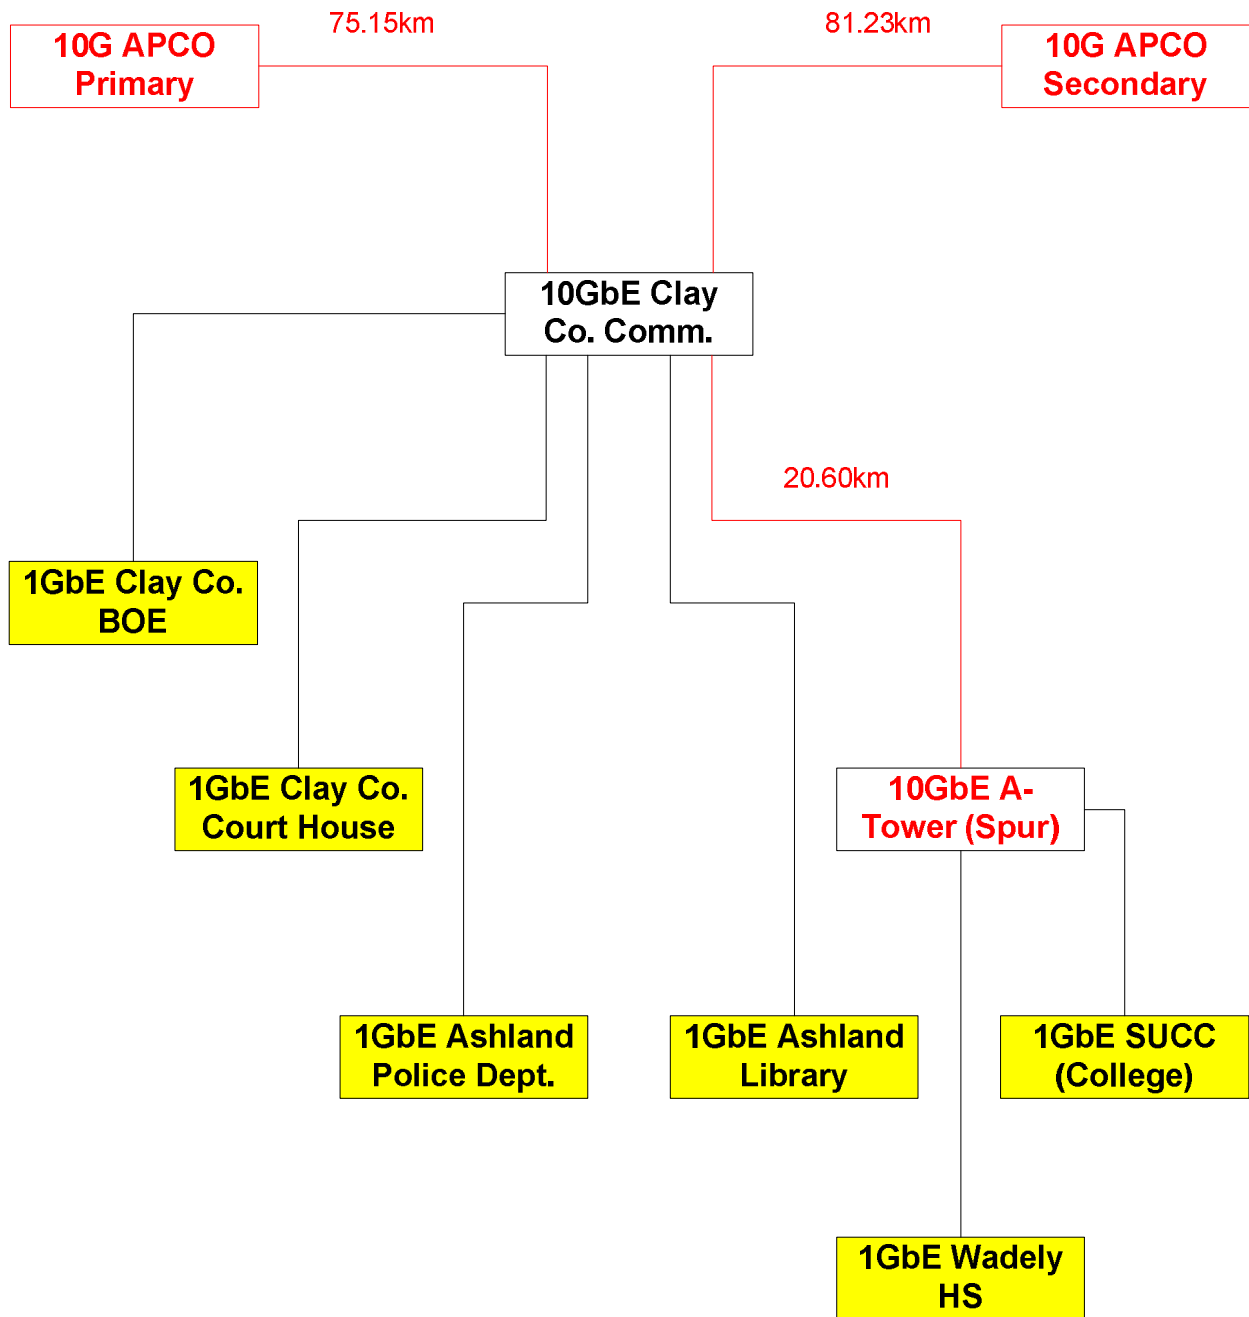 75.15km
81.23km
10G APCO
Primary
10G APCO
Secondary
10GbE Clay
Co. Comm.
20.60km
1GbE Clay Co.
BOE
1GbE Clay Co.
Court House
10GbE A-
Tower (Spur)
1GbE Ashland
Police Dept.
1GbE Ashland
Library
1GbE SUCC
(College)
1GbE Wadely
HS